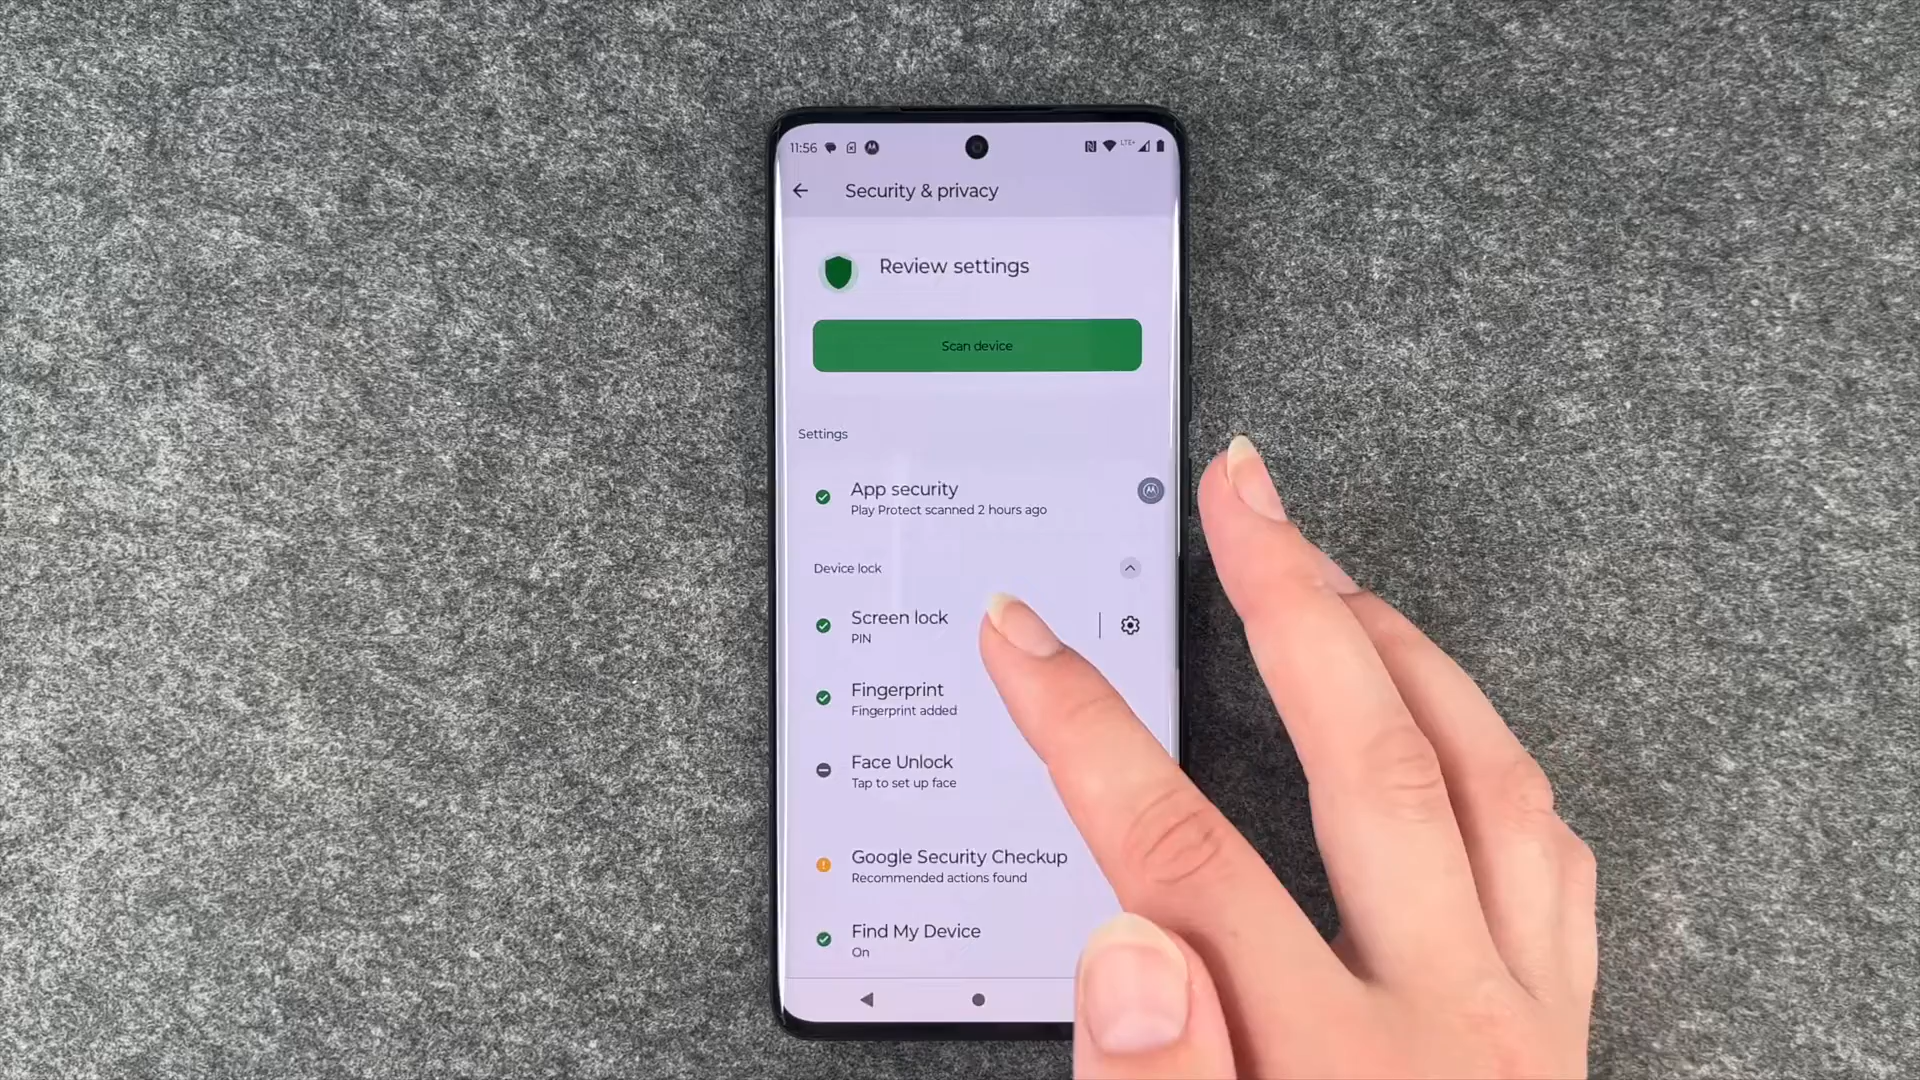 11:56 LTE+
Security & privacy
Review settings
Scan device
Settings
App security
Play Protect scanned 2 hours ago
Device lock
Screen lock
PIN
Fingerprint
Fingerprint added
Face Unlock
Tap to set up face
Google Security Checkup
Recommended actions found
Find My Device
On